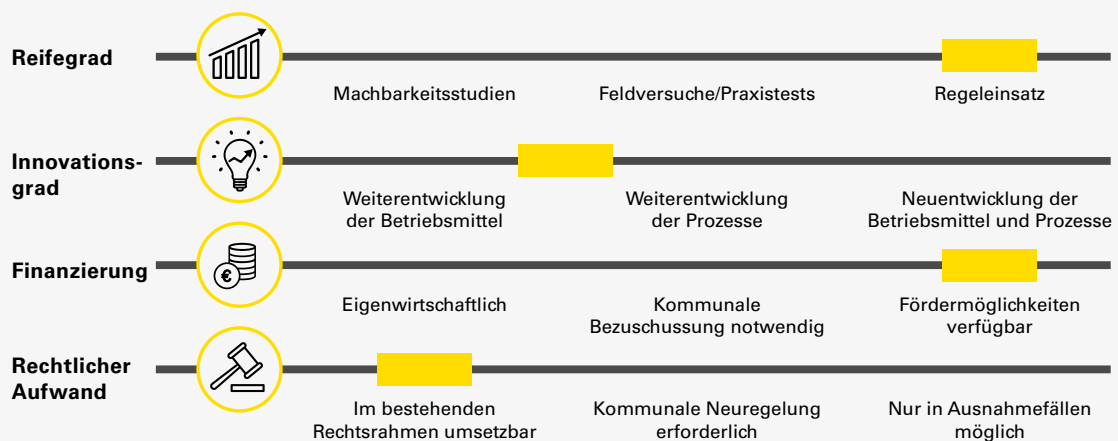 Reifegrad
Machbarkeitsstudien
Feldversuche/Praxistests
Regeleinsatz
Innovations-
grad
Weiterentwicklung
der Betriebsmittel
Weiterentwicklung
der Prozesse
Neuentwicklung der
Betriebsmittel und Prozesse
Finanzierung
€
Eigenwirtschaftlich
Kommunale
Bezuschussung notwendig
Fördermöglichkeiten
verfügbar
Rechtlicher
Aufwand
Im bestehenden
Rechtsrahmen umsetzbar
Kommunale Neuregelung
erforderlich
Nur in Ausnahmefällen
möglich